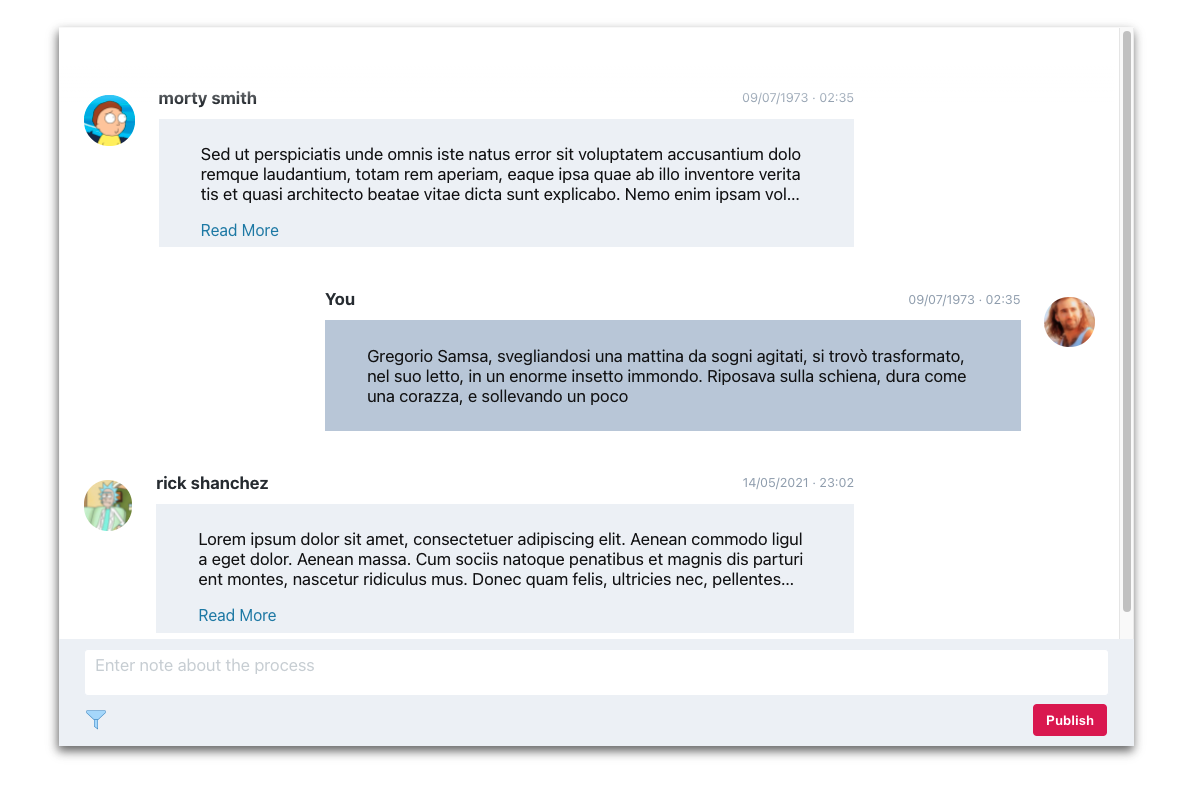 morty smith 09/07/1973 · 02:35
Sed ut perspiciatis unde omnis iste natus error sit voluptatem accusantium dolo
remque laudantium, totam rem aperiam, eaque ipsa quae ab illo inventore verita
tis et quasi architecto beatae vitae dicta sunt explicabo. Nemo enim ipsam vol...
Read More
You 09/07/1973 · 02:35
Gregorio Samsa, svegliandosi una mattina da sogni agitati, si trovò trasformato,
nel suo letto, in un enorme insetto immondo. Riposava sulla schiena, dura come
una corazza, e sollevando un poco
rick shanchez 14/05/2021 · 23:02
Lorem ipsum dolor sit amet, consectetuer adipiscing elit. Aenean commodo ligul
a eget dolor. Aenean massa. Cum sociis natoque penatibus et magnis dis parturi
ent montes, nascetur ridiculus mus. Donec quam felis, ultricies nec, pellentes...
Read More
Enter note about the process
Publish